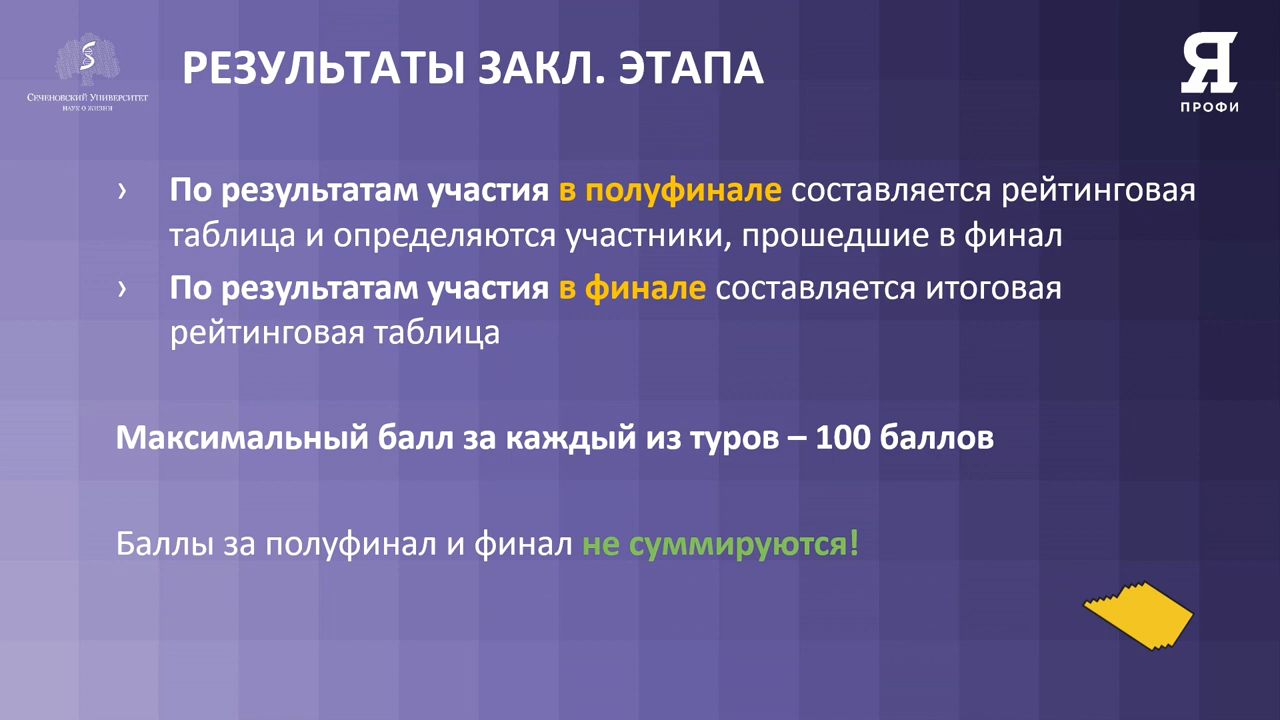 Сеченовский Университет
наук о жизни
РЕЗУЛЬТАТЫ ЗАКЛ. ЭТАПА
Я
ПРОФИ
› По результатам участия в полуфинале составляется рейтинговая
таблица и определяются участники, прошедшие в финал
› По результатам участия в финале составляется итоговая
рейтинговая таблица
Максимальный балл за каждый из туров – 100 баллов
Баллы за полуфинал и финал не суммируются!